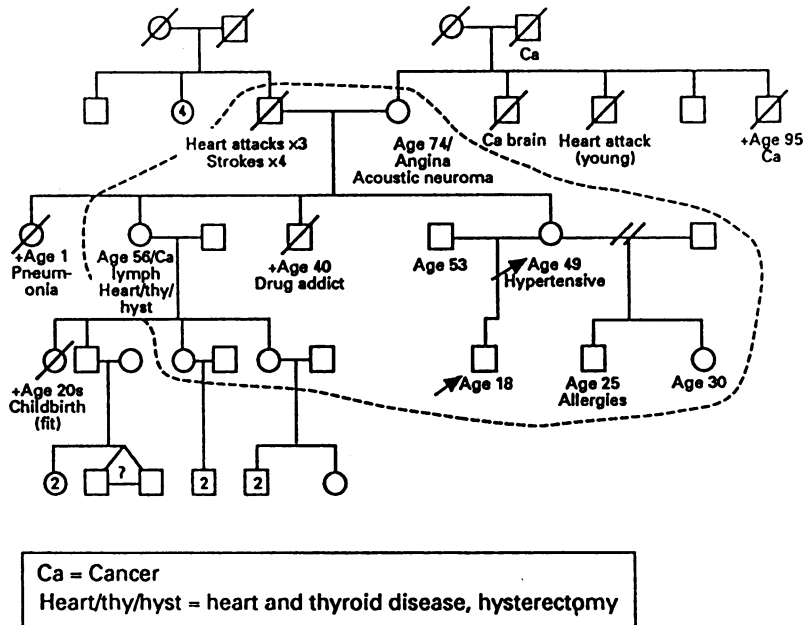 Ca
4
Heart attacks x3
Strokes x4
Age 74/
Angina
Acoustic neuroma
Ca brain
Heart attack
(young)
+Age 95
Ca
+Age 1
Pneum-
onia
Age 56/Ca
lymph
Heart/thy/
hyst
+Age 40
Drug addict
Age 53
Age 49
Hypertensive
+Age 20s
Childbirth
(fit)
Age 18
Age 25
Allergies
Age 30
2
?
2
2
Ca = Cancer
Heart/thy/hyst = heart and thyroid disease, hysterectomy